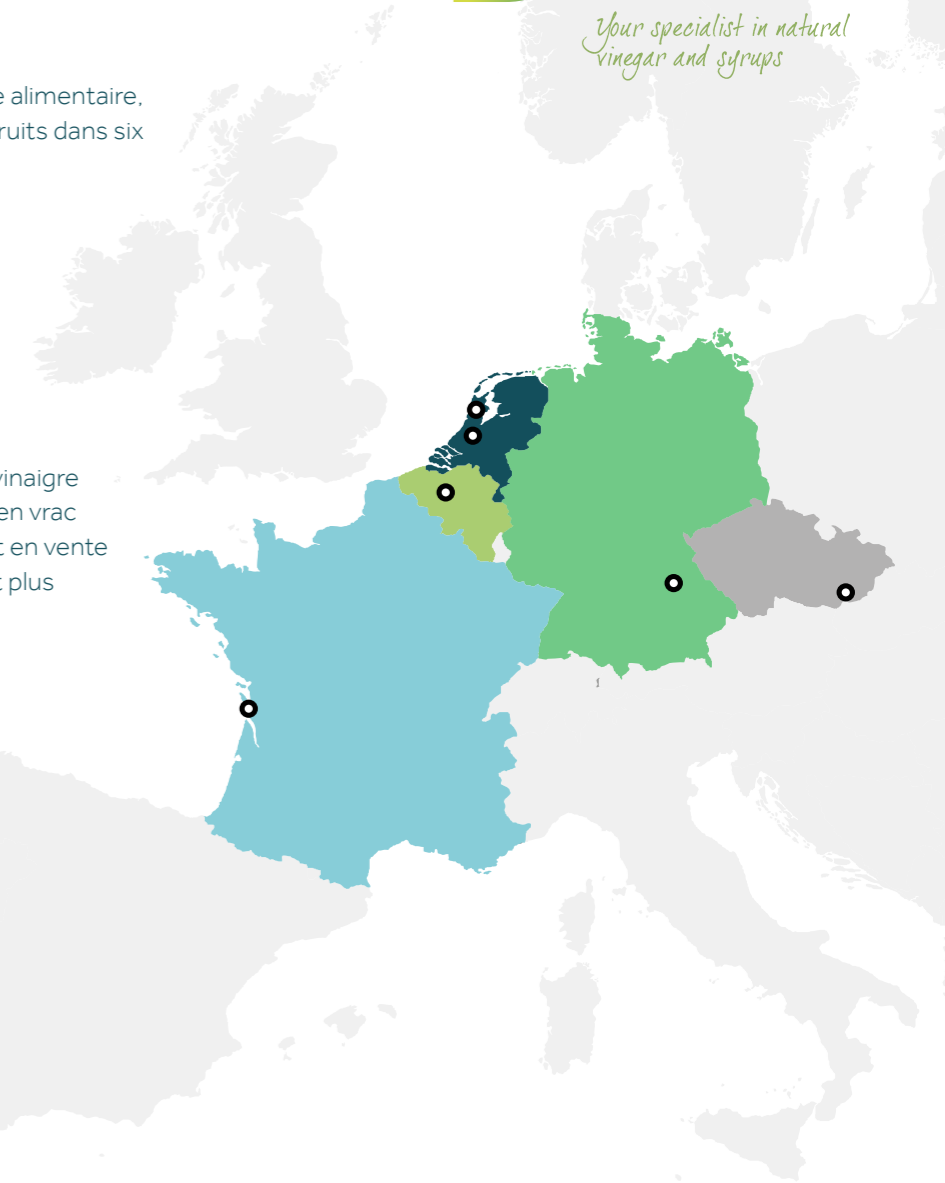 Your specialist in natural
vinegar and syrups
e alimentaire,
ruits dans six
vinaigre
en vrac
t en vente
t plus